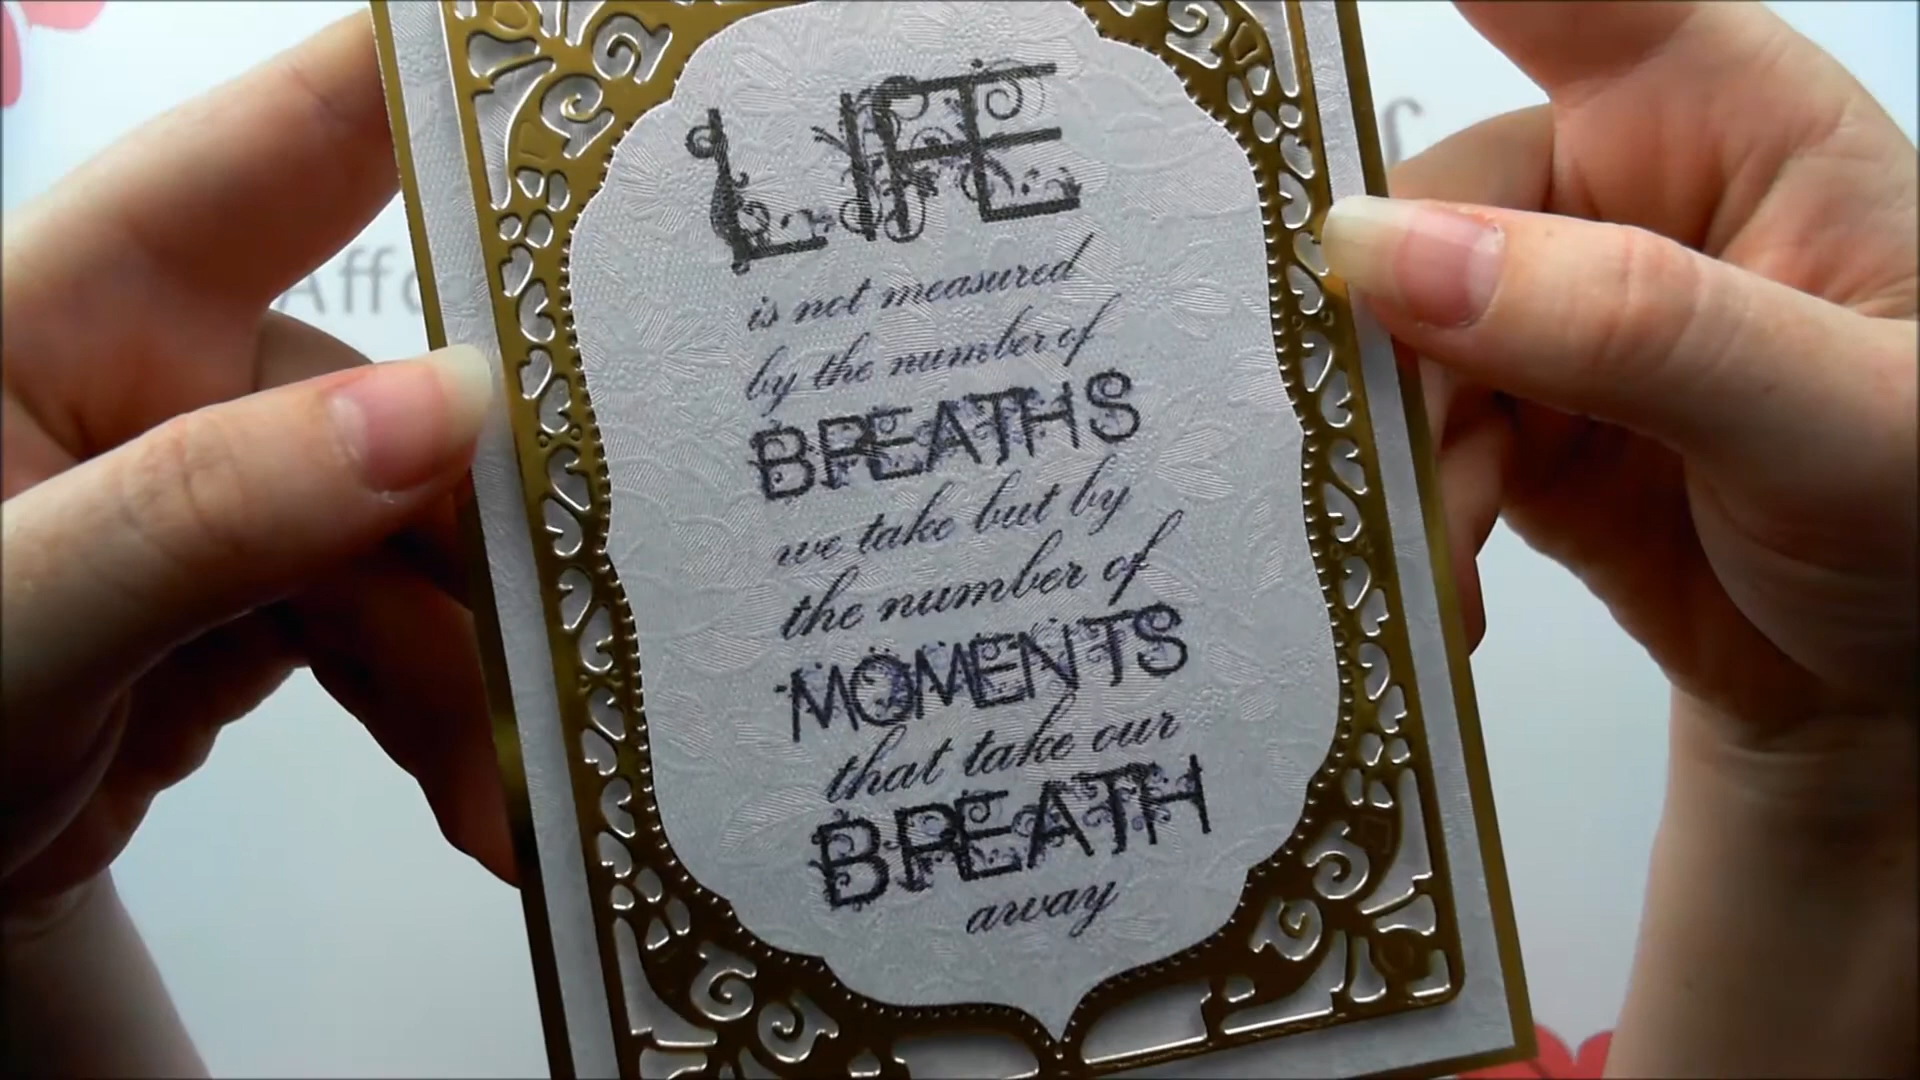 LIFE
is not measured
by the number of
BREATHS
we take but by
the number of
MOMENTS
that take our
BREATH
away